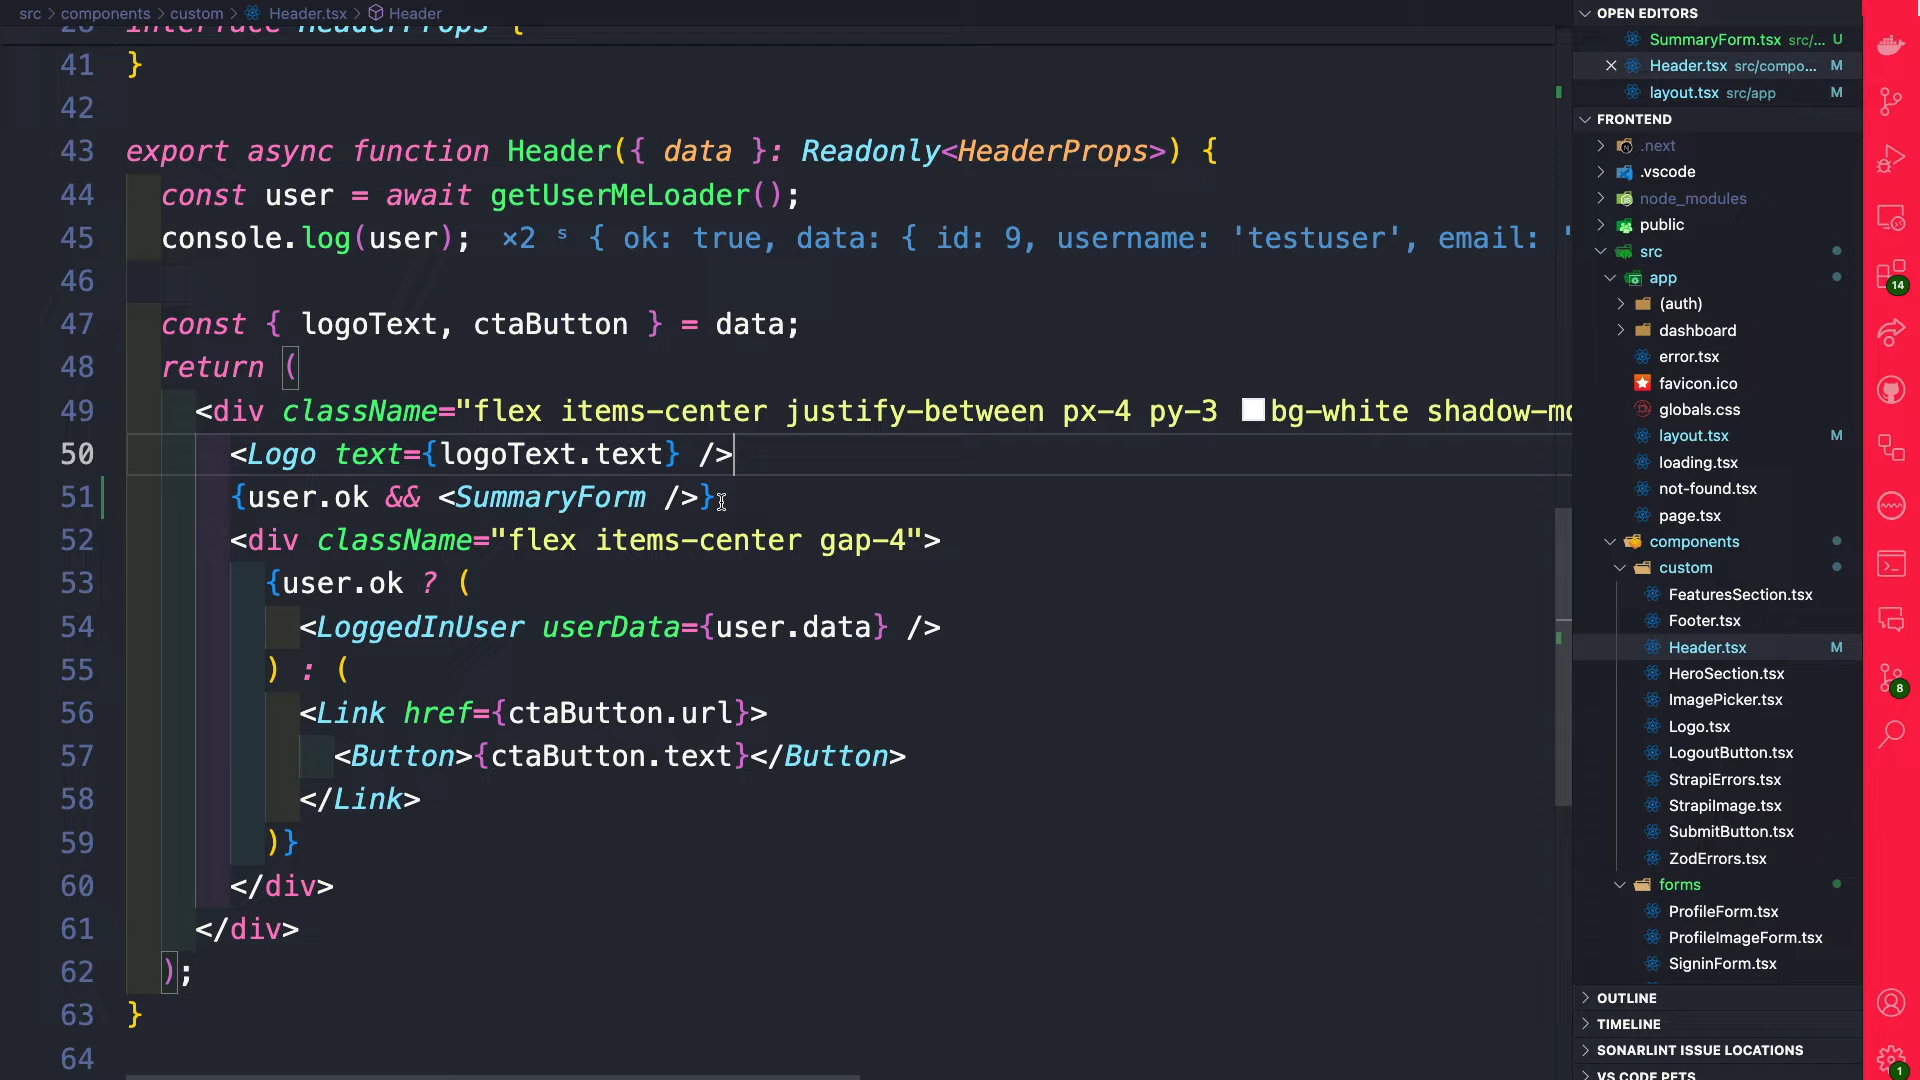 src > components > custom > Header.tsx > Header
20 interface HeaderProps {
41 }
42
43 export async function Header({ data }: Readonly<HeaderProps>) {
44 const user = await getUserMeLoader();
45 console.log(user); ×2 ˢ { ok: true, data: { id: 9, username: 'testuser', email: '
46
47 const { logoText, ctaButton } = data;
48 return (
49 <div className="flex items-center justify-between px-4 py-3 bg-white shadow-md
50 <Logo text={logoText.text} />
51 {user.ok && <SummaryForm />}
52 <div className="flex items-center gap-4">
53 {user.ok ? (
54 <LoggedInUser userData={user.data} />
55 ) : (
56 <Link href={ctaButton.url}>
57 <Button>{ctaButton.text}</Button>
58 </Link>
59 )}
60 </div>
61 </div>
62 );
63 }
64
OPEN EDITORS
SummaryForm.tsx src/... U
Header.tsx src/compo... M
layout.tsx src/app M
FRONTEND
.next
.vscode
node_modules
public
src
app
(auth)
dashboard
error.tsx
favicon.ico
globals.css
layout.tsx M
loading.tsx
not-found.tsx
page.tsx
components
custom
FeaturesSection.tsx
Footer.tsx
Header.tsx M
HeroSection.tsx
ImagePicker.tsx
Logo.tsx
LogoutButton.tsx
StrapiErrors.tsx
StrapiImage.tsx
SubmitButton.tsx
ZodErrors.tsx
forms
ProfileForm.tsx
ProfileImageForm.tsx
SigninForm.tsx
OUTLINE
TIMELINE
SONARLINT ISSUE LOCATIONS
VS CODE PETS
14
8
1